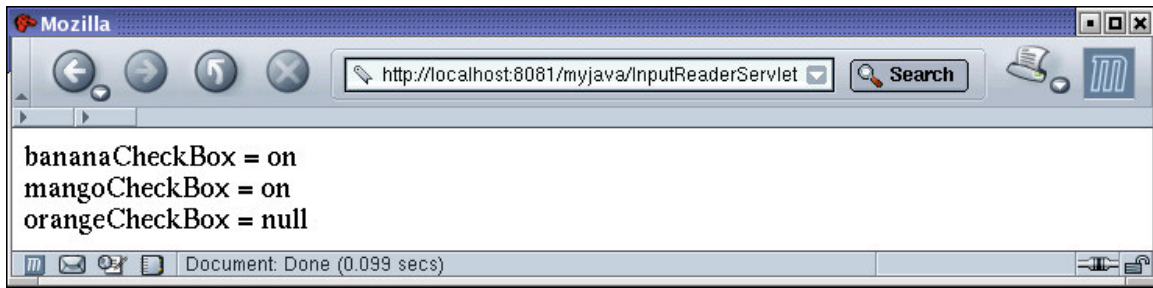 Mozilla
http://localhost:8081/myjava/InputReaderServlet
Search
bananaCheckBox = on
mangoCheckBox = on
orangeCheckBox = null
Document: Done (0.099 secs)